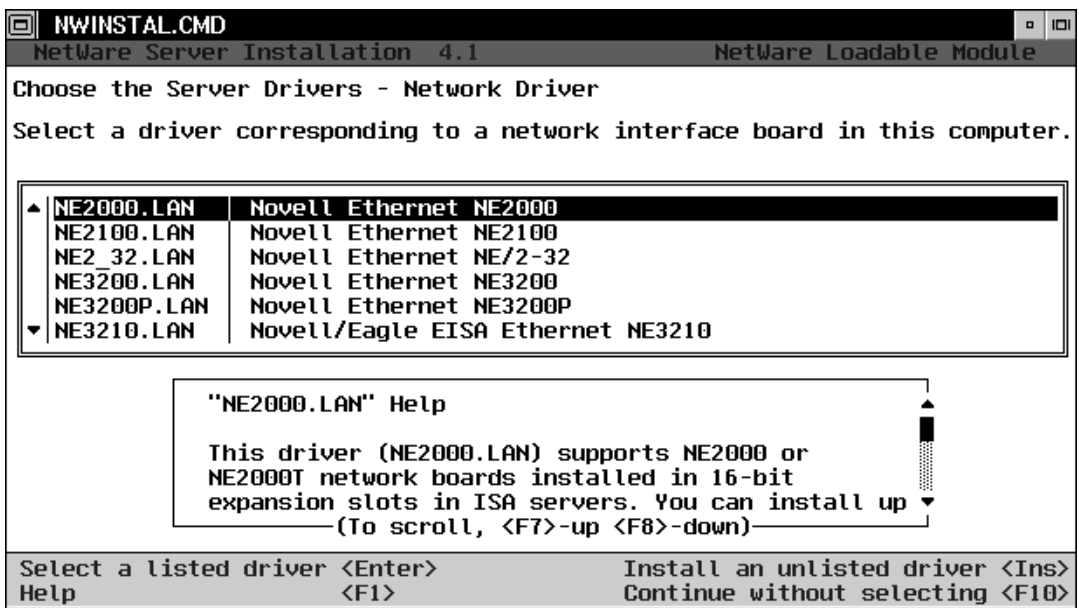 NWINSTAL.CMD
NetWare Server Installation 4.1 NetWare Loadable Module
Choose the Server Drivers - Network Driver
Select a driver corresponding to a network interface board in this computer.
NE2000.LAN Novell Ethernet NE2000
NE2100.LAN Novell Ethernet NE2100
NE2_32.LAN Novell Ethernet NE/2-32
NE3200.LAN Novell Ethernet NE3200
NE3200P.LAN Novell Ethernet NE3200P
NE3210.LAN Novell/Eagle EISA Ethernet NE3210
"NE2000.LAN" Help
This driver (NE2000.LAN) supports NE2000 or
NE2000T network boards installed in 16-bit
expansion slots in ISA servers. You can install up
(To scroll, <F7>-up <F8>-down)
Select a listed driver <Enter> Install an unlisted driver <Ins>
Help <F1> Continue without selecting <F10>